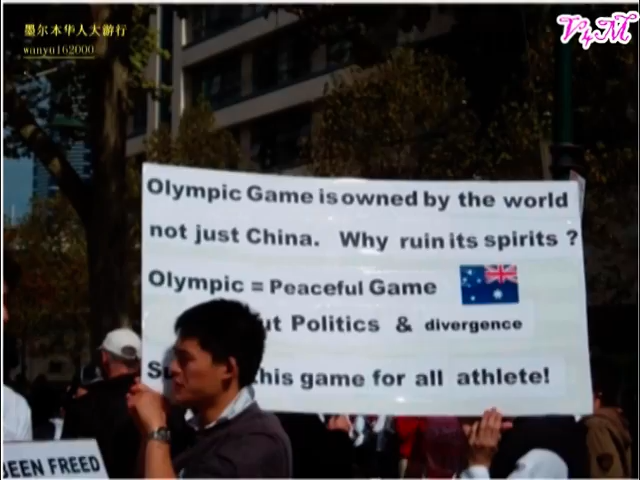 墨尔本华人大游行
wanyu162000
V4M
Olympic Game is owned by the world
not just China. Why ruin its spirits ?
Olympic = Peaceful Game
Politics & divergence
this game for all athlete!
BEEN FREED